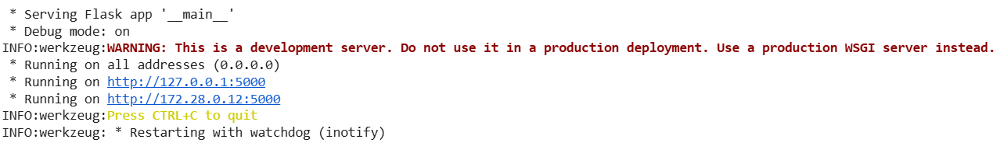 * Serving Flask app '__main__'
* Debug mode: on
INFO:werkzeug:WARNING: This is a development server. Do not use it in a production deployment. Use a production WSGI server instead.
* Running on all addresses (0.0.0.0)
* Running on http://127.0.0.1:5000
* Running on http://172.28.0.12:5000
INFO:werkzeug:Press CTRL+C to quit
INFO:werkzeug: * Restarting with watchdog (inotify)